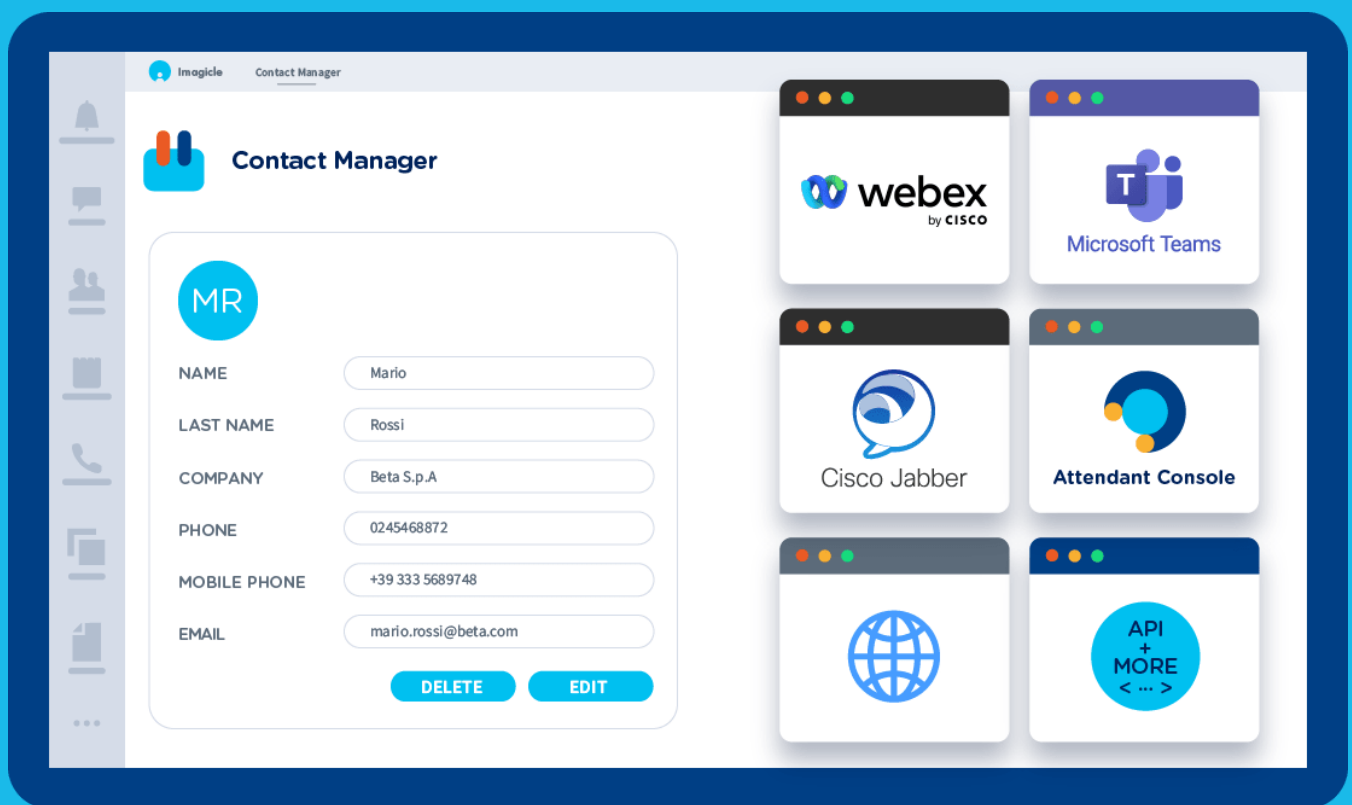 Imagicle
Contact Manager
Contact Manager
MR
NAME
Mario
LAST NAME
Rossi
COMPANY
Beta S.p.A
PHONE
0245468872
MOBILE PHONE
+39 333 5689748
EMAIL
mario.rossi@beta.com
DELETE
EDIT
webex
by CISCO
T
Microsoft Teams
Cisco Jabber
Attendant Console
API
+
MORE
< ... >